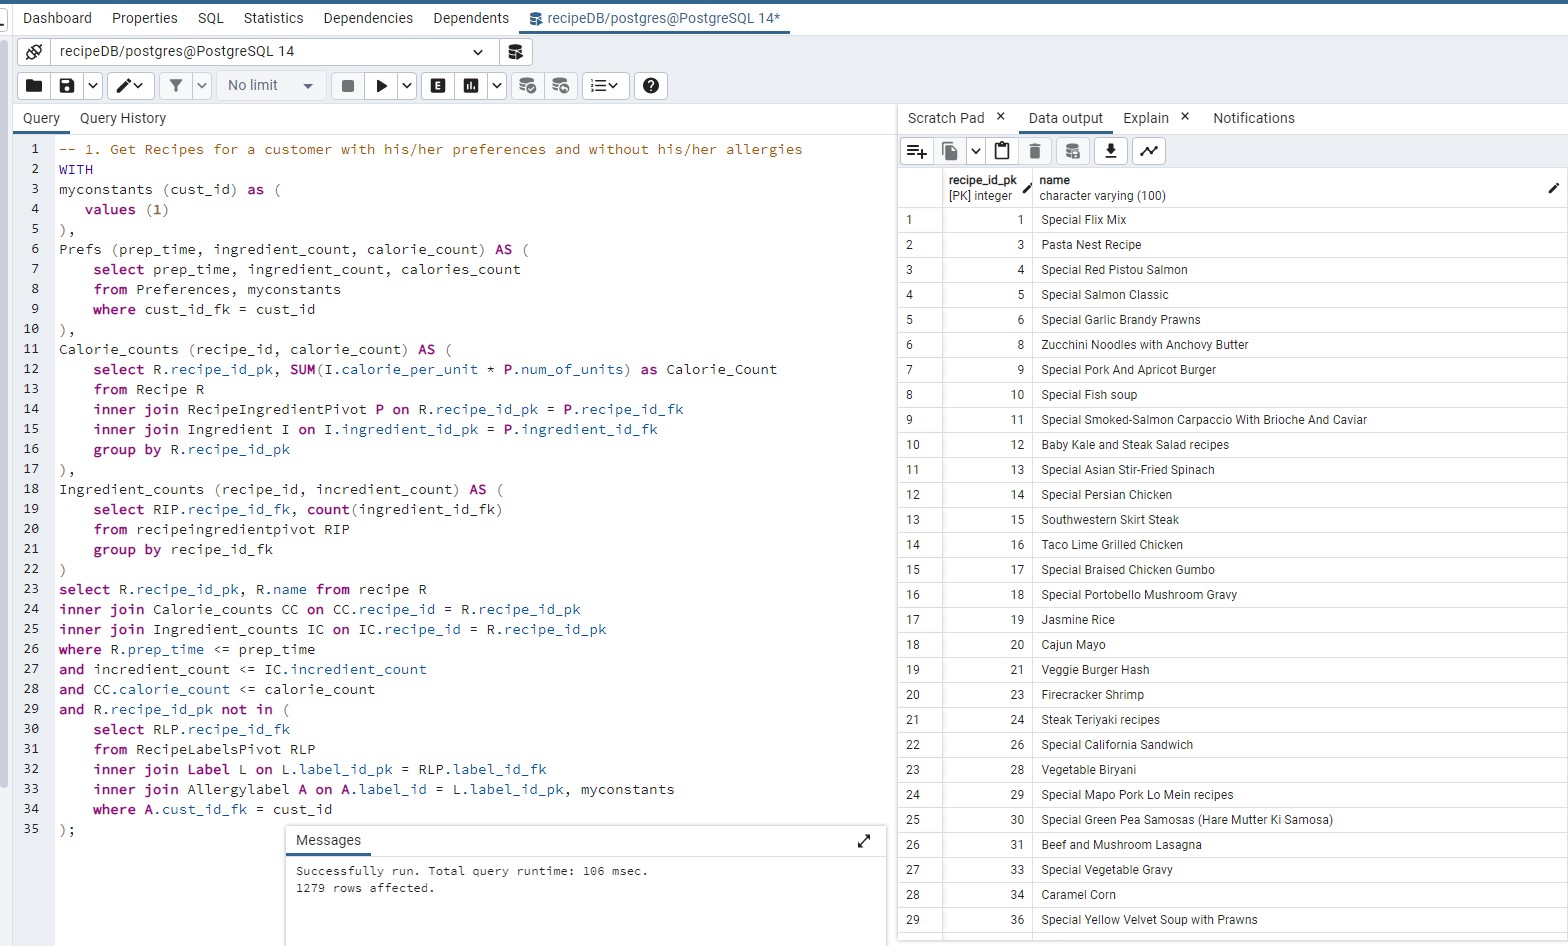 Dashboard Properties SQL Statistics Dependencies Dependents recipeDB/postgres@PostgreSQL 14*
recipeDB/postgres@PostgreSQL 14
No limit
E
Query Query History
1 -- 1. Get Recipes for a customer with his/her preferences and without his/her allergies
2 WITH
3 myconstants (cust_id) as (
4 values (1)
5 ),
6 Prefs (prep_time, ingredient_count, calorie_count) AS (
7 select prep_time, ingredient_count, calories_count
8 from Preferences, myconstants
9 where cust_id_fk = cust_id
10 ),
11 Calorie_counts (recipe_id, calorie_count) AS (
12 select R.recipe_id_pk, SUM(I.calorie_per_unit * P.num_of_units) as Calorie_Count
13 from Recipe R
14 inner join RecipeIngredientPivot P on R.recipe_id_pk = P.recipe_id_fk
15 inner join Ingredient I on I.ingredient_id_pk = P.ingredient_id_fk
16 group by R.recipe_id_pk
17 ),
18 Ingredient_counts (recipe_id, incredient_count) AS (
19 select RIP.recipe_id_fk, count(ingredient_id_fk)
20 from recipeingredientpivot RIP
21 group by recipe_id_fk
22 )
23 select R.recipe_id_pk, R.name from recipe R
24 inner join Calorie_counts CC on CC.recipe_id = R.recipe_id_pk
25 inner join Ingredient_counts IC on IC.recipe_id = R.recipe_id_pk
26 where R.prep_time <= prep_time
27 and incredient_count <= IC.incredient_count
28 and CC.calorie_count <= calorie_count
29 and R.recipe_id_pk not in (
30 select RLP.recipe_id_fk
31 from RecipeLabelsPivot RLP
32 inner join Label L on L.label_id_pk = RLP.label_id_fk
33 inner join Allergylabel A on A.label_id = L.label_id_pk, myconstants
34 where A.cust_id_fk = cust_id
35 );
Messages
Successfully run. Total query runtime: 106 msec.
1279 rows affected.
Scratch Pad × Data output Explain × Notifications
recipe_id_pk name
[PK] integer character varying (100)
1 1 Special Flix Mix
2 3 Pasta Nest Recipe
3 4 Special Red Pistou Salmon
4 5 Special Salmon Classic
5 6 Special Garlic Brandy Prawns
6 8 Zucchini Noodles with Anchovy Butter
7 9 Special Pork And Apricot Burger
8 10 Special Fish soup
9 11 Special Smoked-Salmon Carpaccio With Brioche And Caviar
10 12 Baby Kale and Steak Salad recipes
11 13 Special Asian Stir-Fried Spinach
12 14 Special Persian Chicken
13 15 Southwestern Skirt Steak
14 16 Taco Lime Grilled Chicken
15 17 Special Braised Chicken Gumbo
16 18 Special Portobello Mushroom Gravy
17 19 Jasmine Rice
18 20 Cajun Mayo
19 21 Veggie Burger Hash
20 23 Firecracker Shrimp
21 24 Steak Teriyaki recipes
22 26 Special California Sandwich
23 28 Vegetable Biryani
24 29 Special Mapo Pork Lo Mein recipes
25 30 Special Green Pea Samosas (Hare Mutter Ki Samosa)
26 31 Beef and Mushroom Lasagna
27 33 Special Vegetable Gravy
28 34 Caramel Corn
29 36 Special Yellow Velvet Soup with Prawns